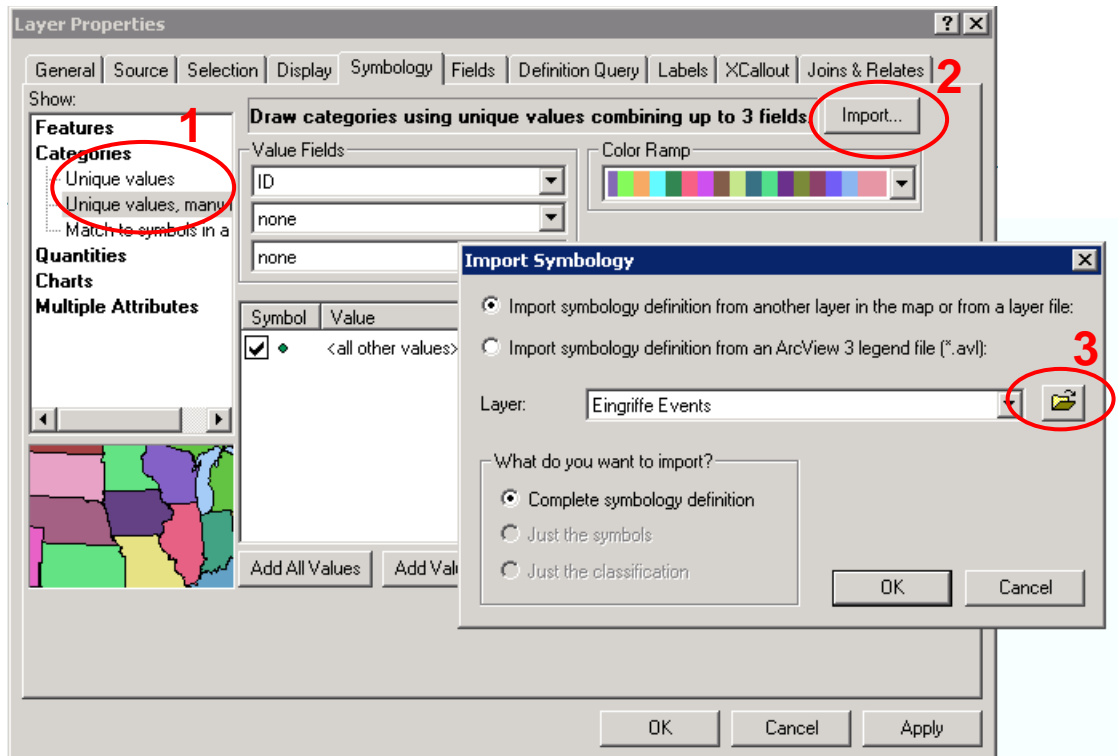 Layer Properties
General Source Selection Display Symbology Fields Definition Query Labels XCallout Joins & Relates
2
Show:
Features
1
Categories
Unique values
Unique values, many
Match to symbols in a
Quantities
Charts
Multiple Attributes
Draw categories using unique values combining up to 3 fields.
Import...
Value Fields
ID
none
none
Color Ramp
Symbol Value
<all other values>
Add All Values
Add Val
Import Symbology
Import symbology definition from another layer in the map or from a layer file:
Import symbology definition from an ArcView 3 legend file (*.avl):
3
Layer: Eingriffe Events
What do you want to import?
Complete symbology definition
Just the symbols
Just the classification
OK Cancel
OK Cancel Apply